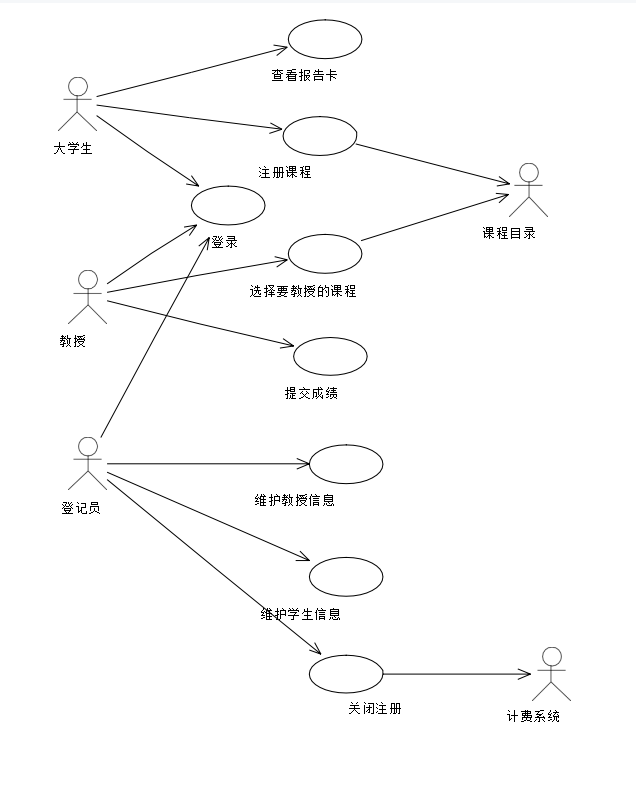 查看报告卡
大学生
注册课程
课程目录
登录
选择要教授的课程
教授
提交成绩
维护教授信息
登记员
维护学生信息
关闭注册
计费系统